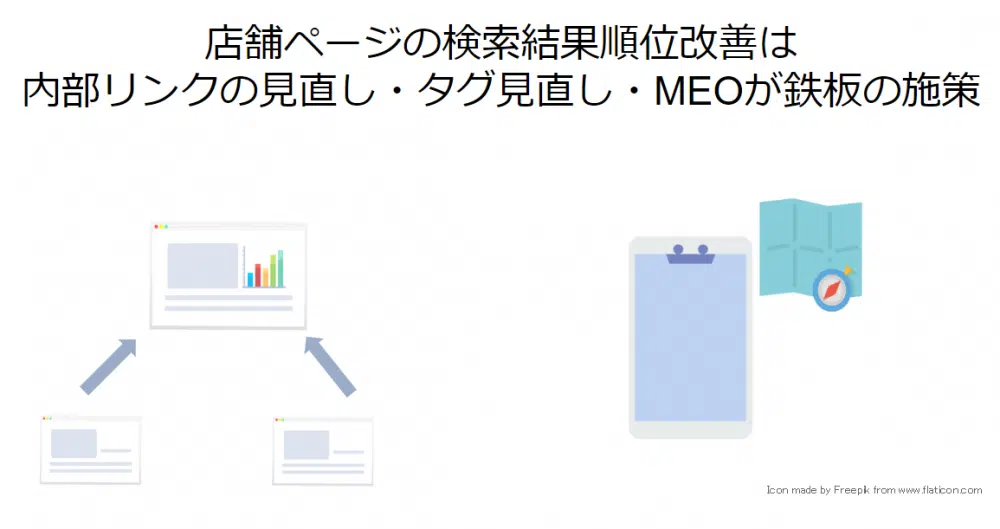 店舗ページの検索結果順位改善は
内部リンクの見直し・タグ見直し・MEOが鉄板の施策
Icon made by Freepik from www.flaticon.com